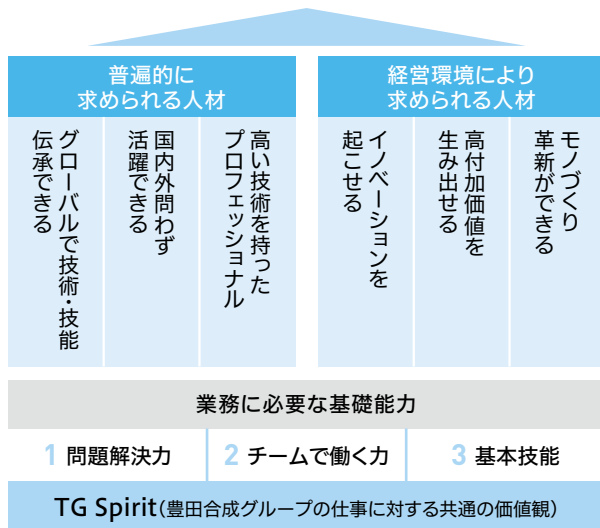 普遍的に
求められる人材
グローバルで技術・技能
伝承できる
国内外問わず
活躍できる
高い技術を持った
プロフェッショナル
経営環境により
求められる人材
イノベーションを
起こせる
高付加価値を
生み出せる
モノづくり
革新ができる
業務に必要な基礎能力
1 問題解決力
2 チームで働く力
3 基本技能
TG Spirit(豊田合成グループの仕事に対する共通の価値観)